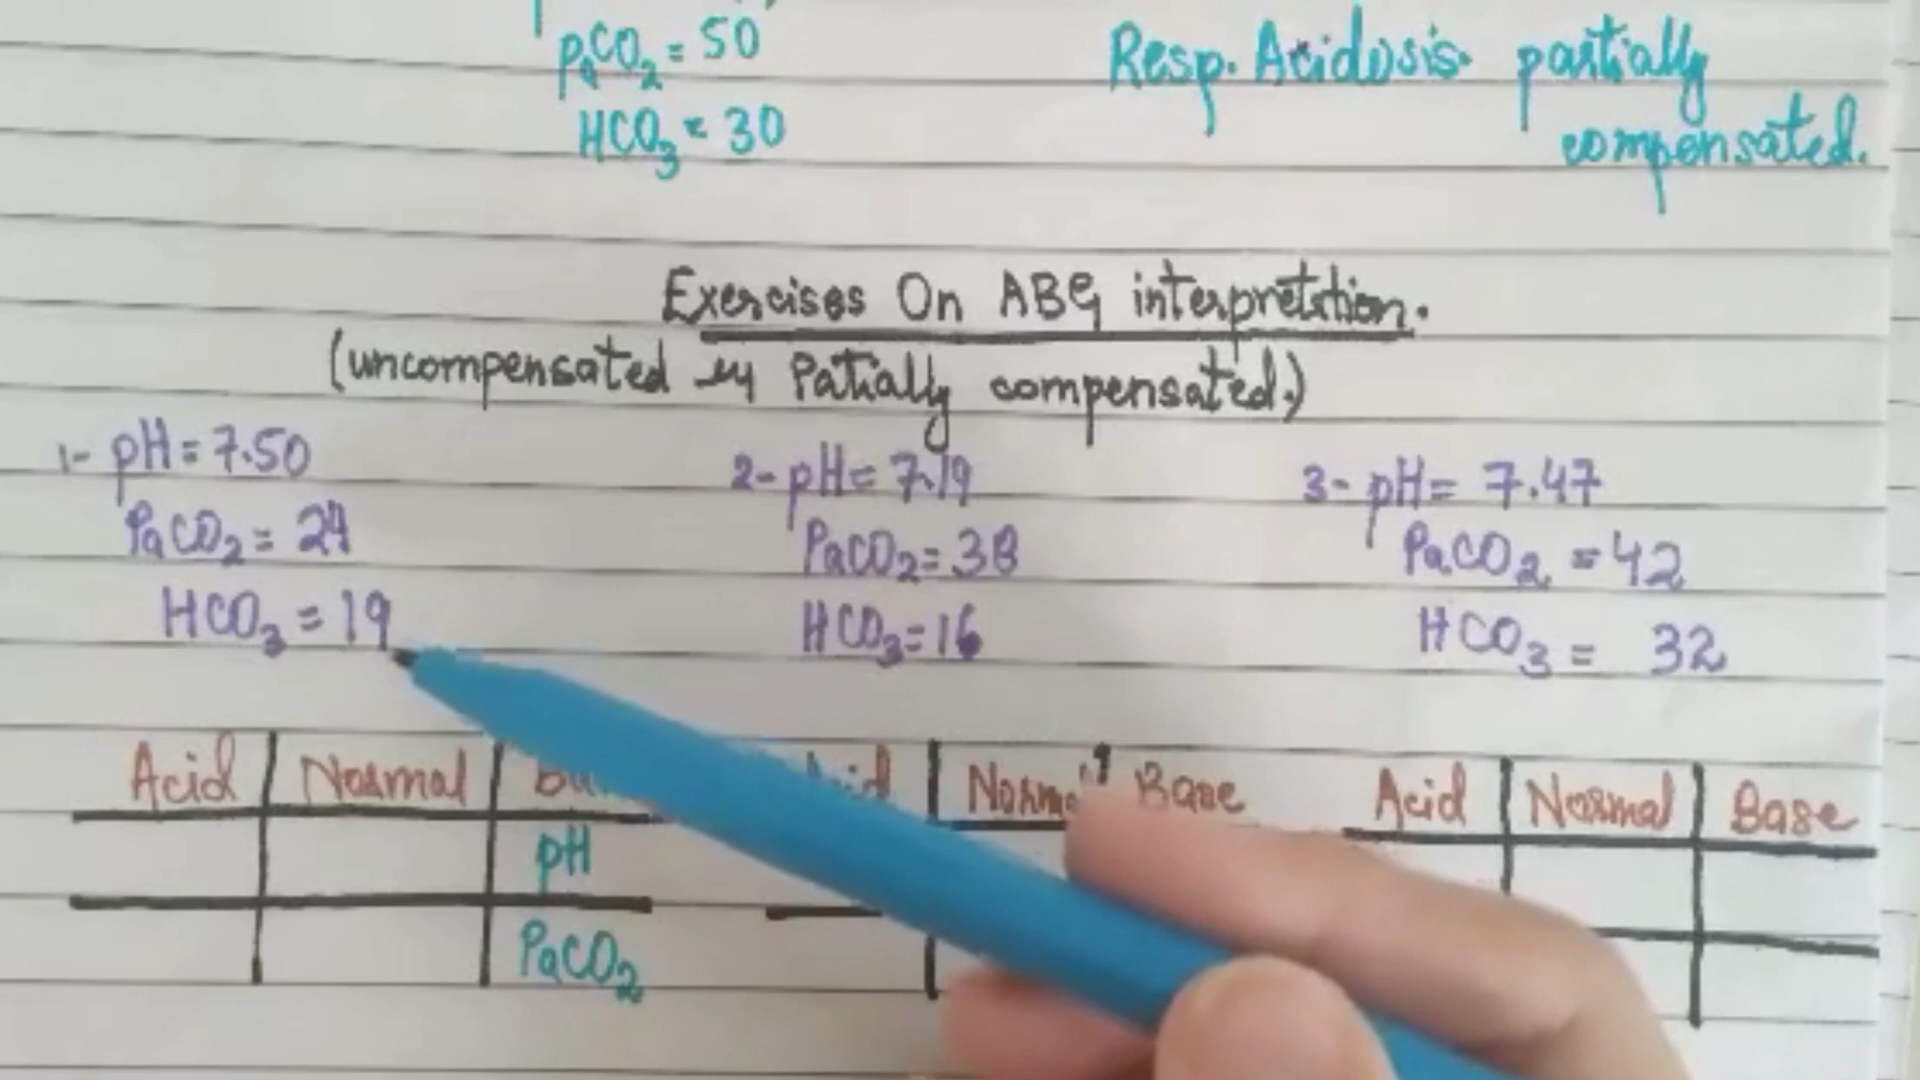 PaCO2 = 50
HCO3 = 30
Resp. Acidosis partially
compensated.
Exercises On ABG interpretation.
(uncompensated Patially compensated.)
1- pH = 7.50
PaCO2 = 24
HCO3 = 19
2- pH = 7.19
PaCO2 = 38
HCO3 = 16
3- pH = 7.47
PaCO2 = 42
HCO3 = 32
Acid Normal
Base
Acid Normal Base
pH
PaCO2